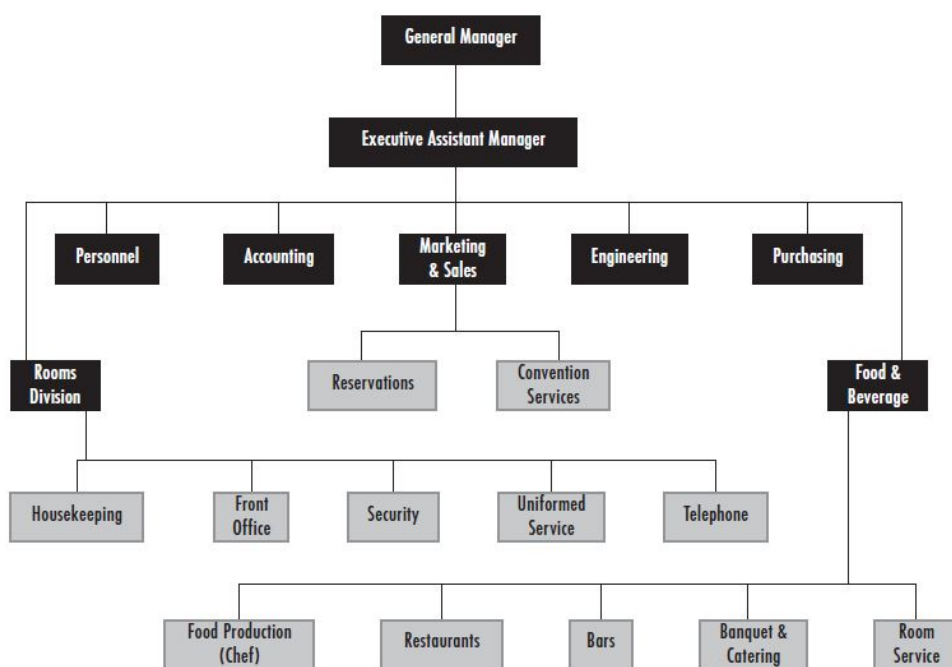 General Manager
Executive Assistant Manager
Personnel
Accounting
Marketing
& Sales
Engineering
Purchasing
Rooms
Division
Reservations
Convention
Services
Food &
Beverage
Housekeeping
Front
Office
Security
Uniformed
Service
Telephone
Food Production
(Chef)
Restaurants
Bars
Banquet &
Catering
Room
Service